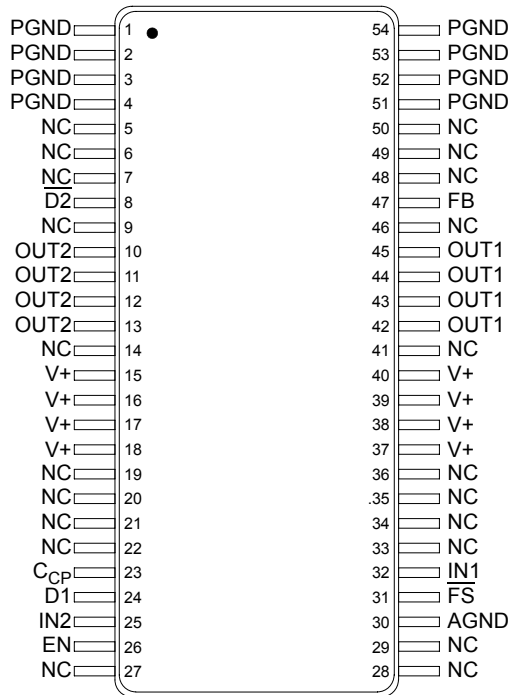 PGND 1 54 PGND
PGND 2 53 PGND
PGND 3 52 PGND
PGND 4 51 PGND
NC 5 50 NC
NC 6 49 NC
NC 7 48 NC
D2 8 47 FB
NC 9 46 NC
OUT2 10 45 OUT1
OUT2 11 44 OUT1
OUT2 12 43 OUT1
OUT2 13 42 OUT1
NC 14 41 NC
V+ 15 40 V+
V+ 16 39 V+
V+ 17 38 V+
V+ 18 37 V+
NC 19 36 NC
NC 20 .35 NC
NC 21 34 NC
NC 22 33 NC
CCP 23 32 IN1
D1 24 31 FS
IN2 25 30 AGND
EN 26 29 NC
NC 27 28 NC